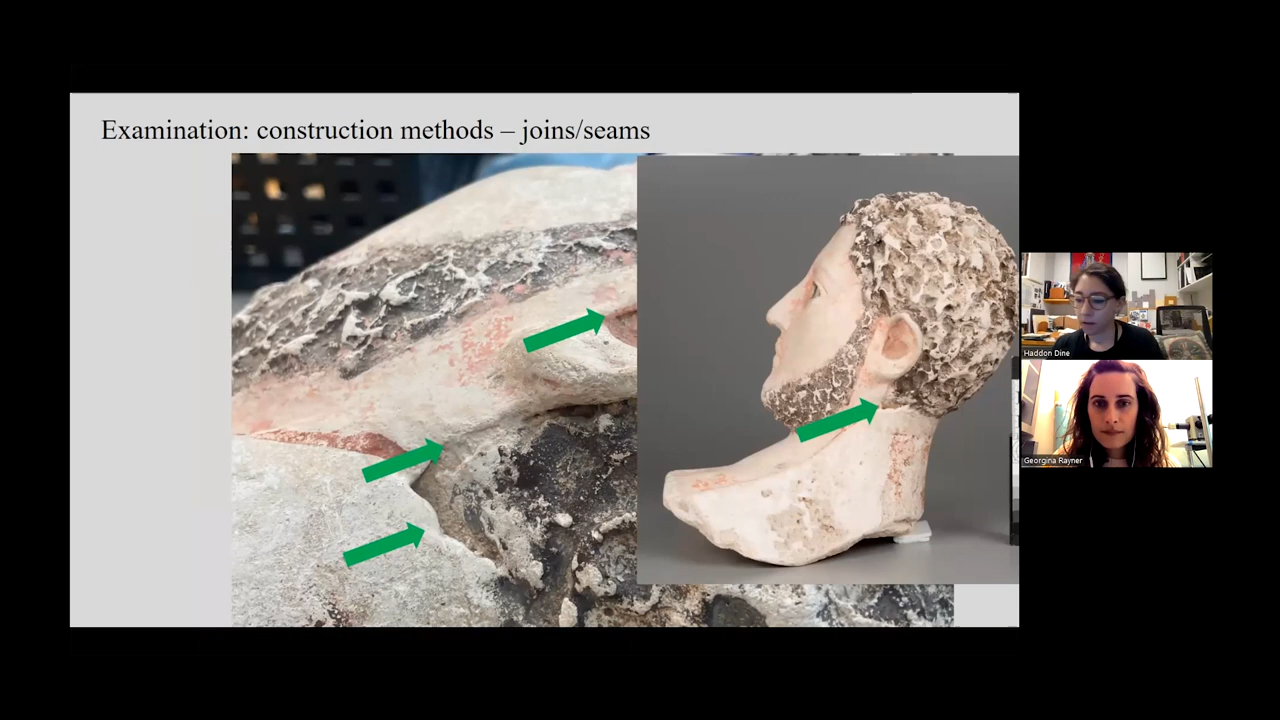 Examination: construction methods – joins/seams
Haddon Dine
Georgina Rayner